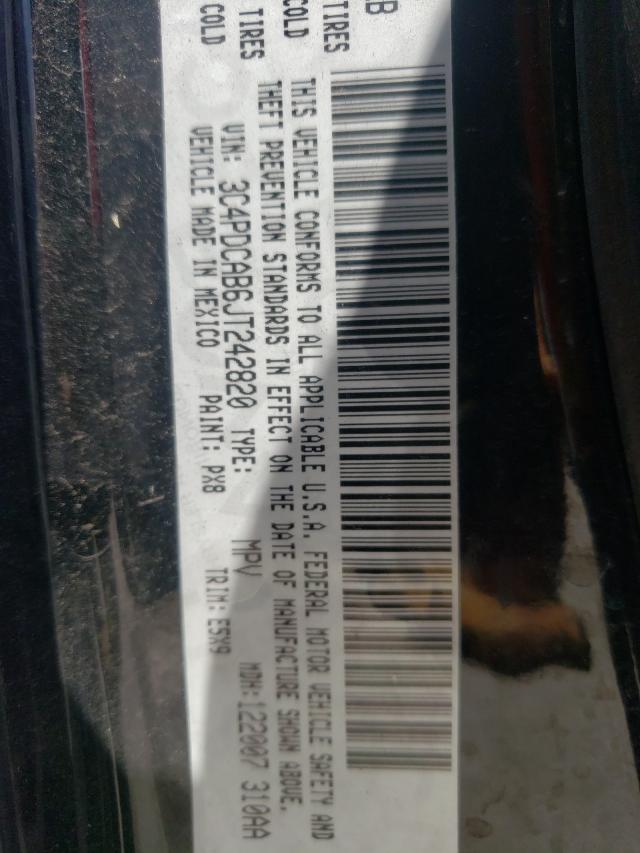 AB
TIRES
COLD
TIRES
COLD
THIS VEHICLE CONFORMS TO ALL APPLICABLE U.S.A. FEDERAL MOTOR VEHICLE SAFETY AND
THEFT PREVENTION STANDARDS IN EFFECT ON THE DATE OF MANUFACTURE SHOWN ABOVE.
VIN: 3C4PDCAB6JT242820 TYPE: MPV MDH:122007 310AA
VEHICLE MADE IN MEXICO PAINT: PX8 TRIM: E5X9